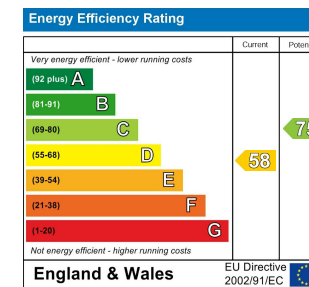 Energy Efficiency Rating
Current
Very energy efficient - lower running costs
(92 plus) A
(81-91) B
(69-80) C
(55-68) D
58
(39-54) E
(21-38) F
(1-20) G
Not energy efficient - higher running costs
England & Wales
EU Directive
2002/91/EC